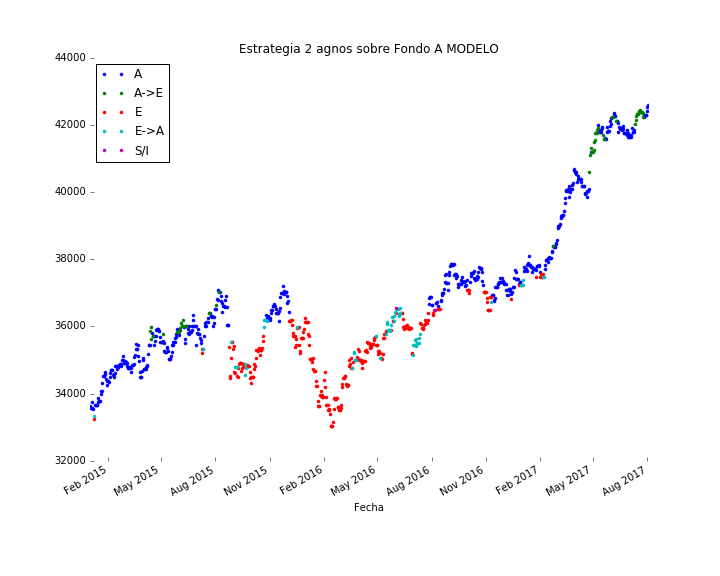 Estrategia 2 agnos sobre Fondo A MODELO
44000
42000
40000
38000
36000
34000
32000
A
A->E
E
E->A
S/I
Feb 2015
May 2015
Aug 2015
Nov 2015
Feb 2016
May 2016
Aug 2016
Nov 2016
Feb 2017
May 2017
Aug 2017
Fecha